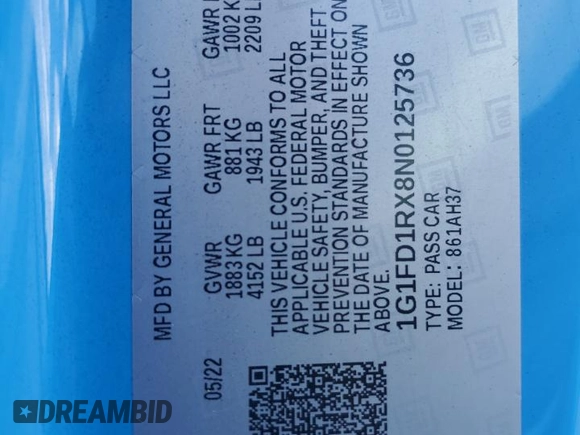 MFD BY GENERAL MOTORS LLC
05/22
GVWR
1883 KG
4152 LB
GAWR FRT
881 KG
1943 LB
GAWR
1002 K
2209 L
THIS VEHICLE CONFORMS TO ALL
APPLICABLE U.S. FEDERAL MOTOR
VEHICLE SAFETY, BUMPER, AND THEFT
PREVENTION STANDARDS IN EFFECT ON
THE DATE OF MANUFACTURE SHOWN
ABOVE.
1G1FD1RX8N0125736
TYPE: PASS CAR
MODEL: 861AH37
GM
DREAMBID